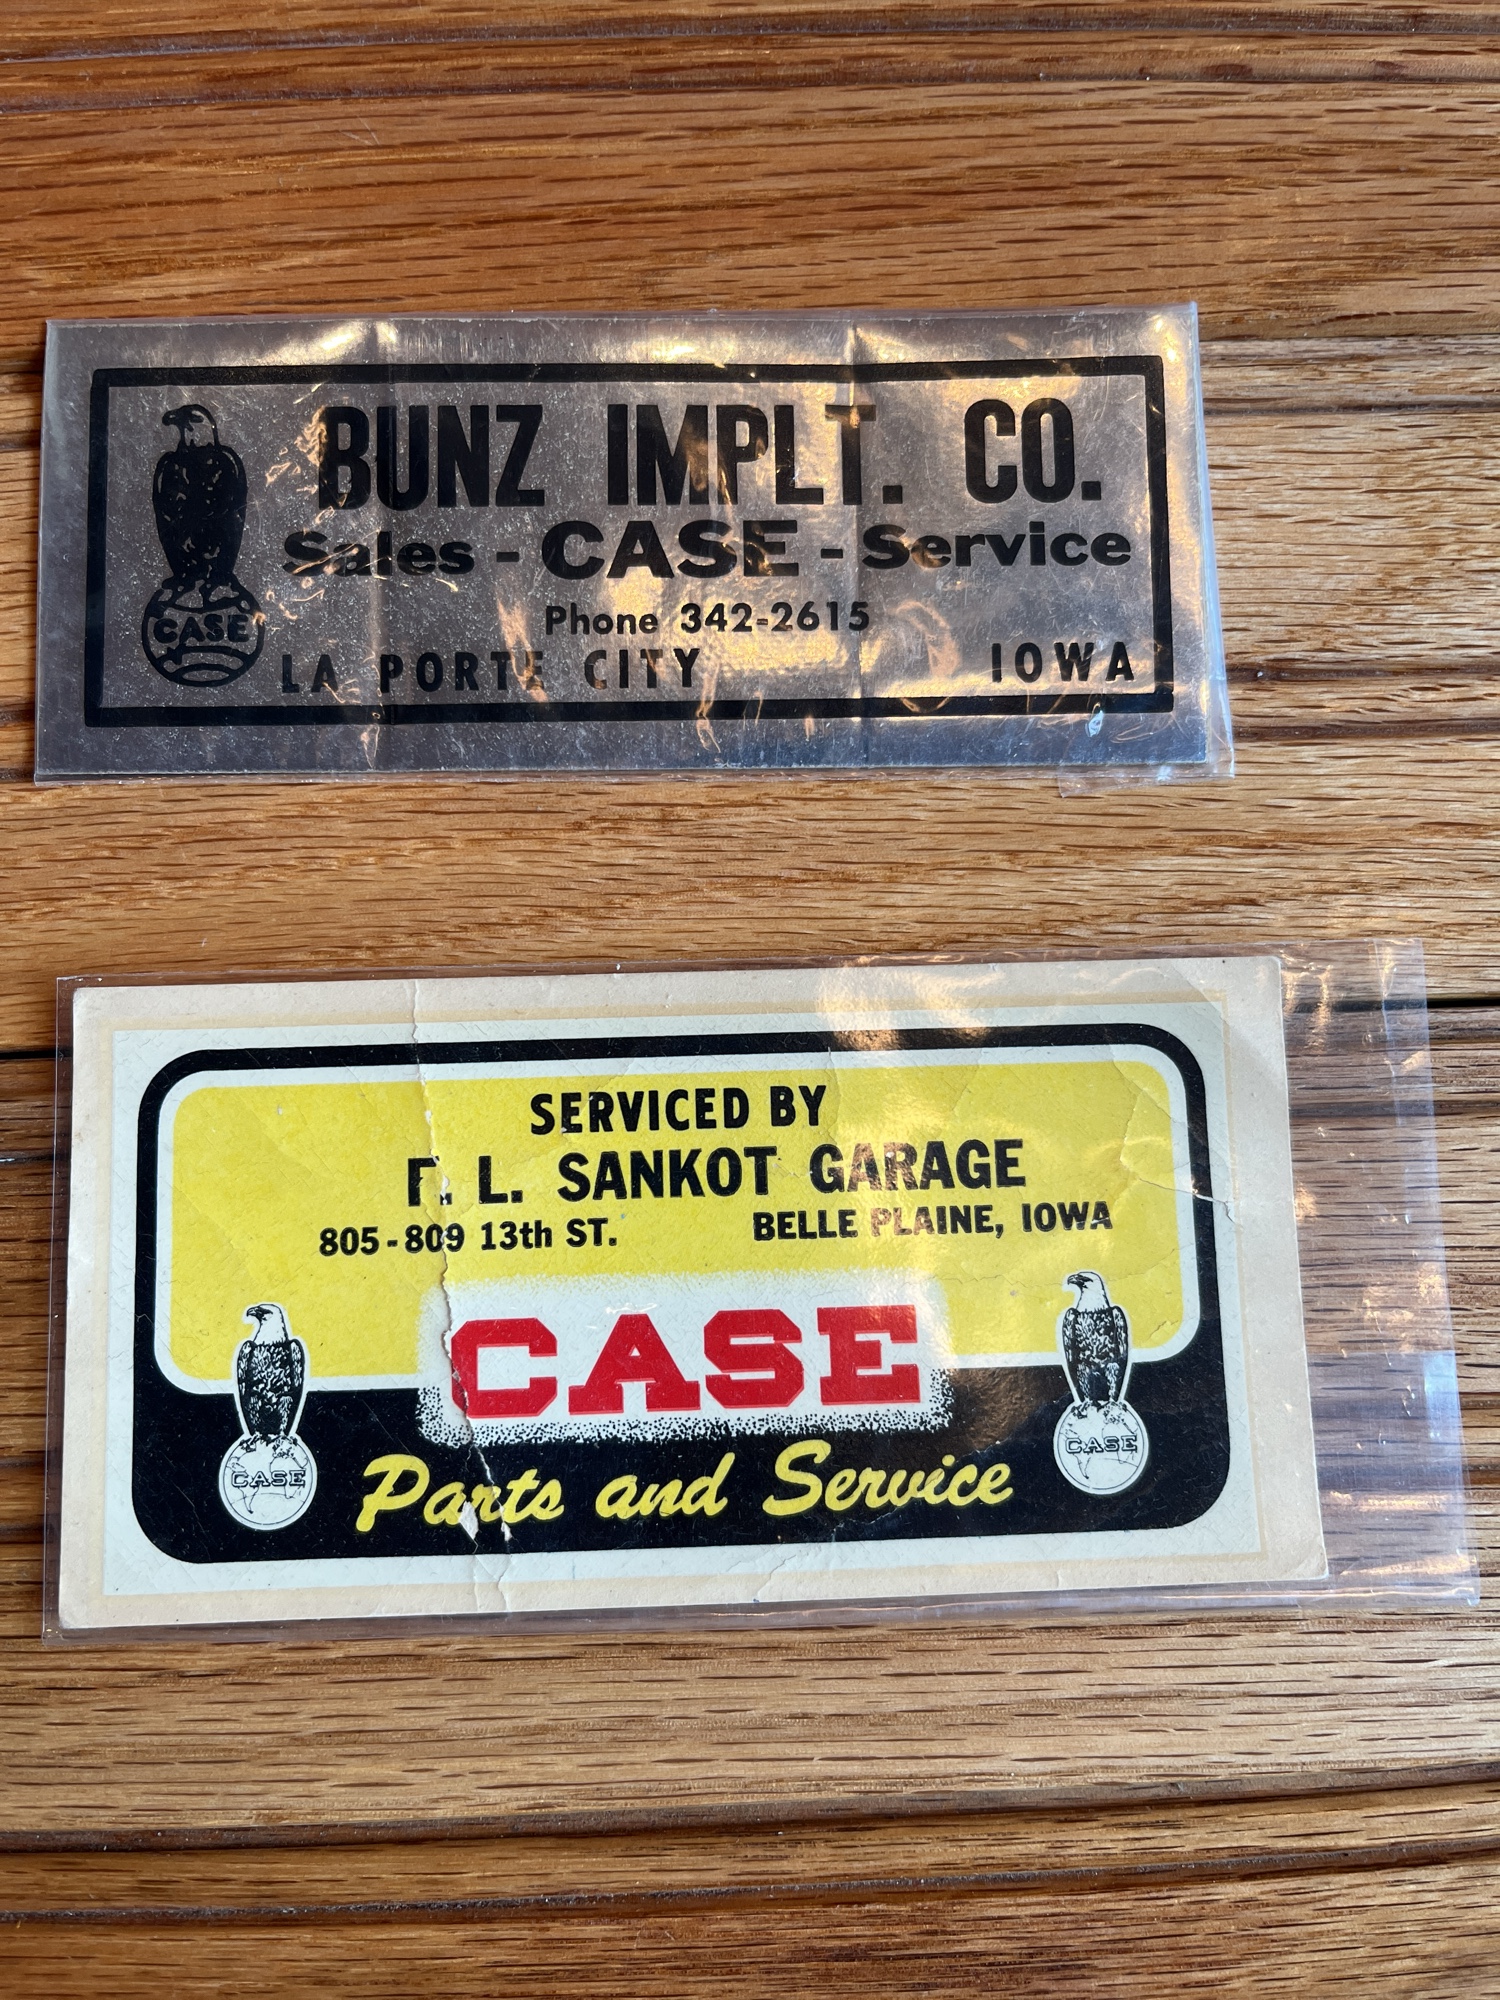 BUNZ IMPLT. CO.
Sales - CASE - Service
Phone 342-2615
CASE
LA PORTE CITY IOWA
SERVICED BY
L. SANKOT GARAGE
805-809 13th ST. BELLE PLAINE, IOWA
CASE
CASE CASE
Parts and Service